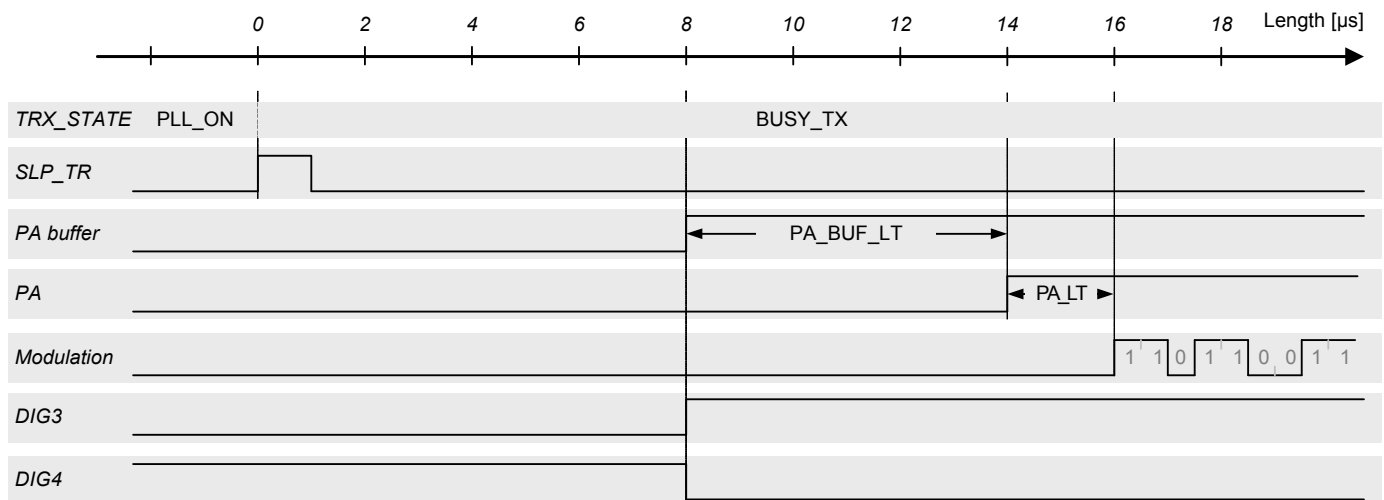 0 2 4 6 8 10 12 14 16 18 Length [µs]
TRX_STATE PLL_ON BUSY_TX
SLP_TR
PA buffer PA_BUF_LT
PA PA_LT
Modulation 1 1 0 1 1 0 0 1 1
DIG3
DIG4